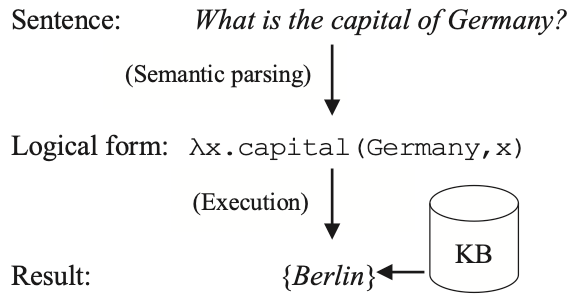 Sentence: What is the capital of Germany?
(Semantic parsing)
Logical form: λx.capital(Germany,x)
(Execution)
KB
Result: {Berlin}